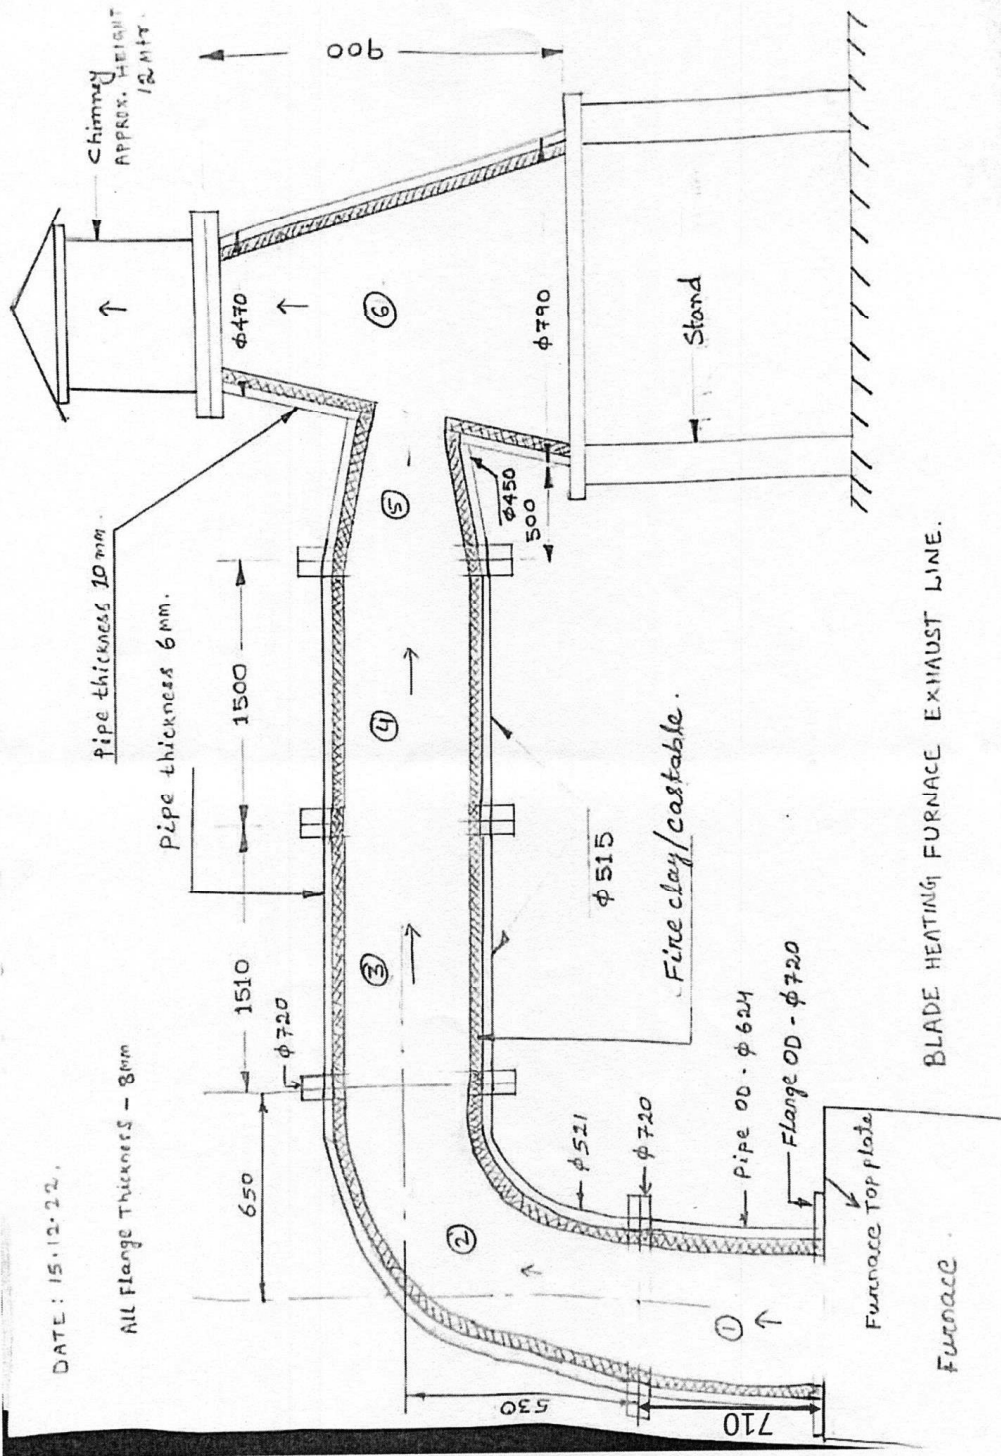 DATE : 15.12.22.
All Flange Thickness - 8mm
Pipe thickness 10mm.
Pipe thickness 6mm.
Chimney
APPROX. HEIGHT
12 Mtr.
900
650
1510
1500
φ720
φ470
6
φ790
5
φ450
500
4
3
2
1
φ515
Fire clay/castable.
Stand
530
710
φ521
φ720
Pipe OD - φ624
Flange OD - φ720
Furnace Top plate
Furnace
BLADE HEATING FURNACE EXHAUST LINE.